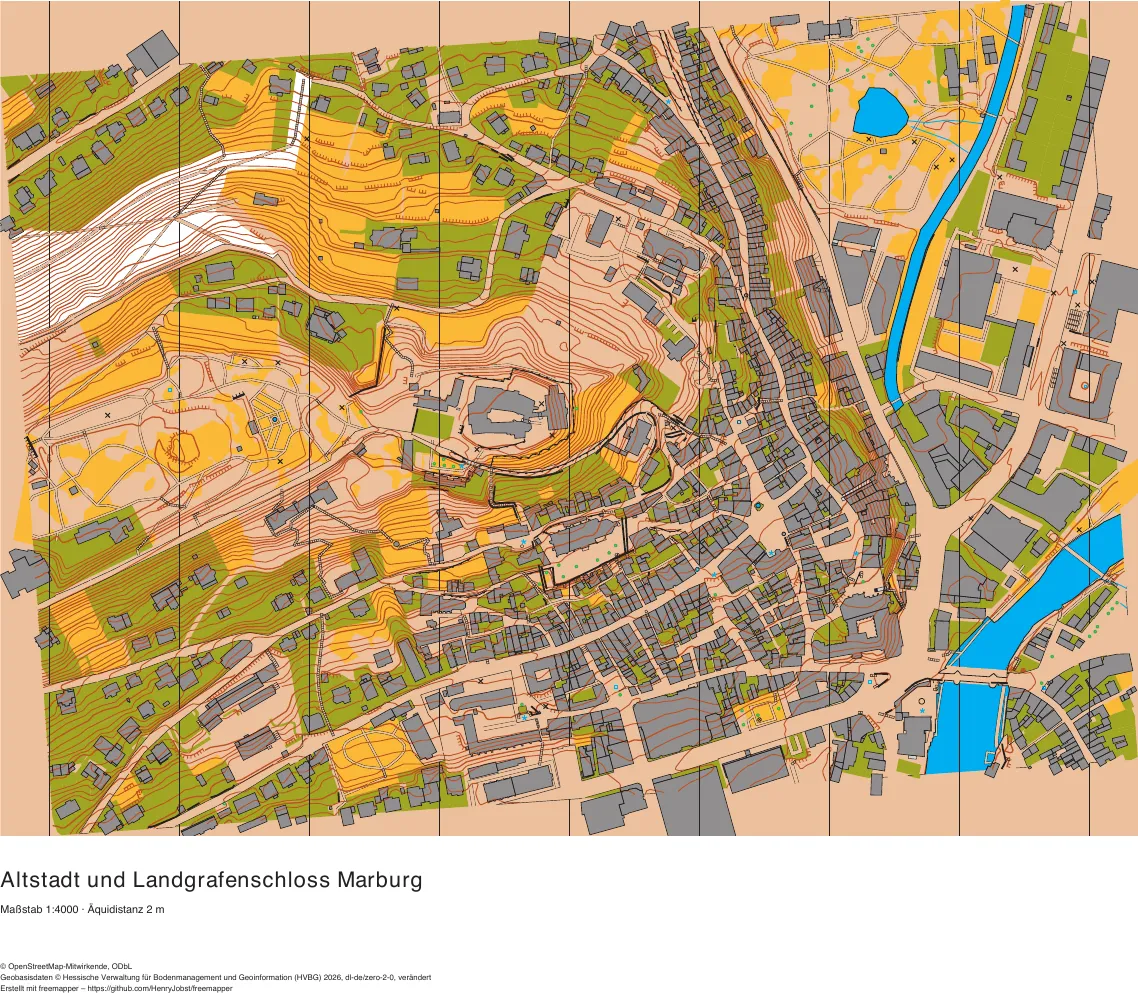 Altstadt und Landgrafenschloss Marburg
Maßstab 1:4000 · Äquidistanz 2 m
© OpenStreetMap-Mitwirkende, ODbL
Geobasisdaten © Hessische Verwaltung für Bodenmanagement und Geoinformation (HVBG) 2026, dl-de/zero-2-0, verändert
Erstellt mit freemapper – https://github.com/HenryJobst/freemapper